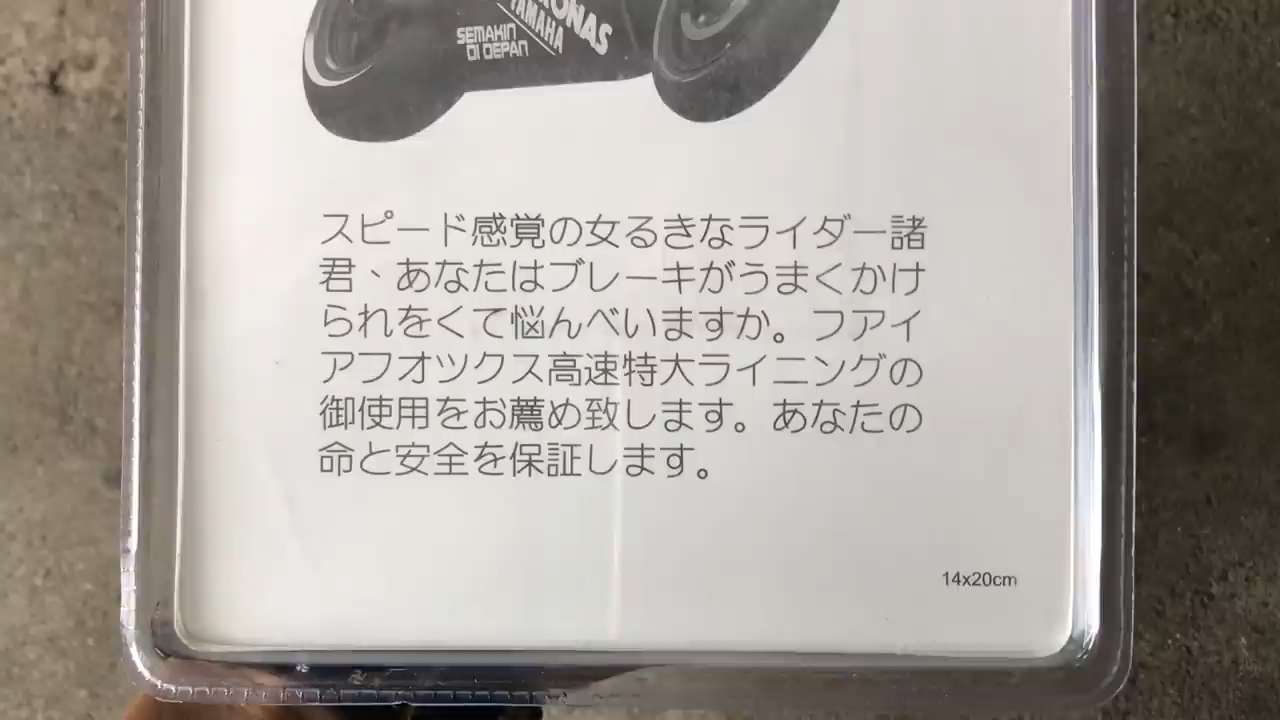 YAMAHA
SEMAKIN
DI DEPAN
スピード感覚の女るきなライダー諸
君、あなたはブレーキがうまくかけ
られをくて悩んべいますか。フアイ
アフオツクス高速特大ライニングの
御使用をお薦め致します。あなたの
命と安全を保証します。
14x20cm